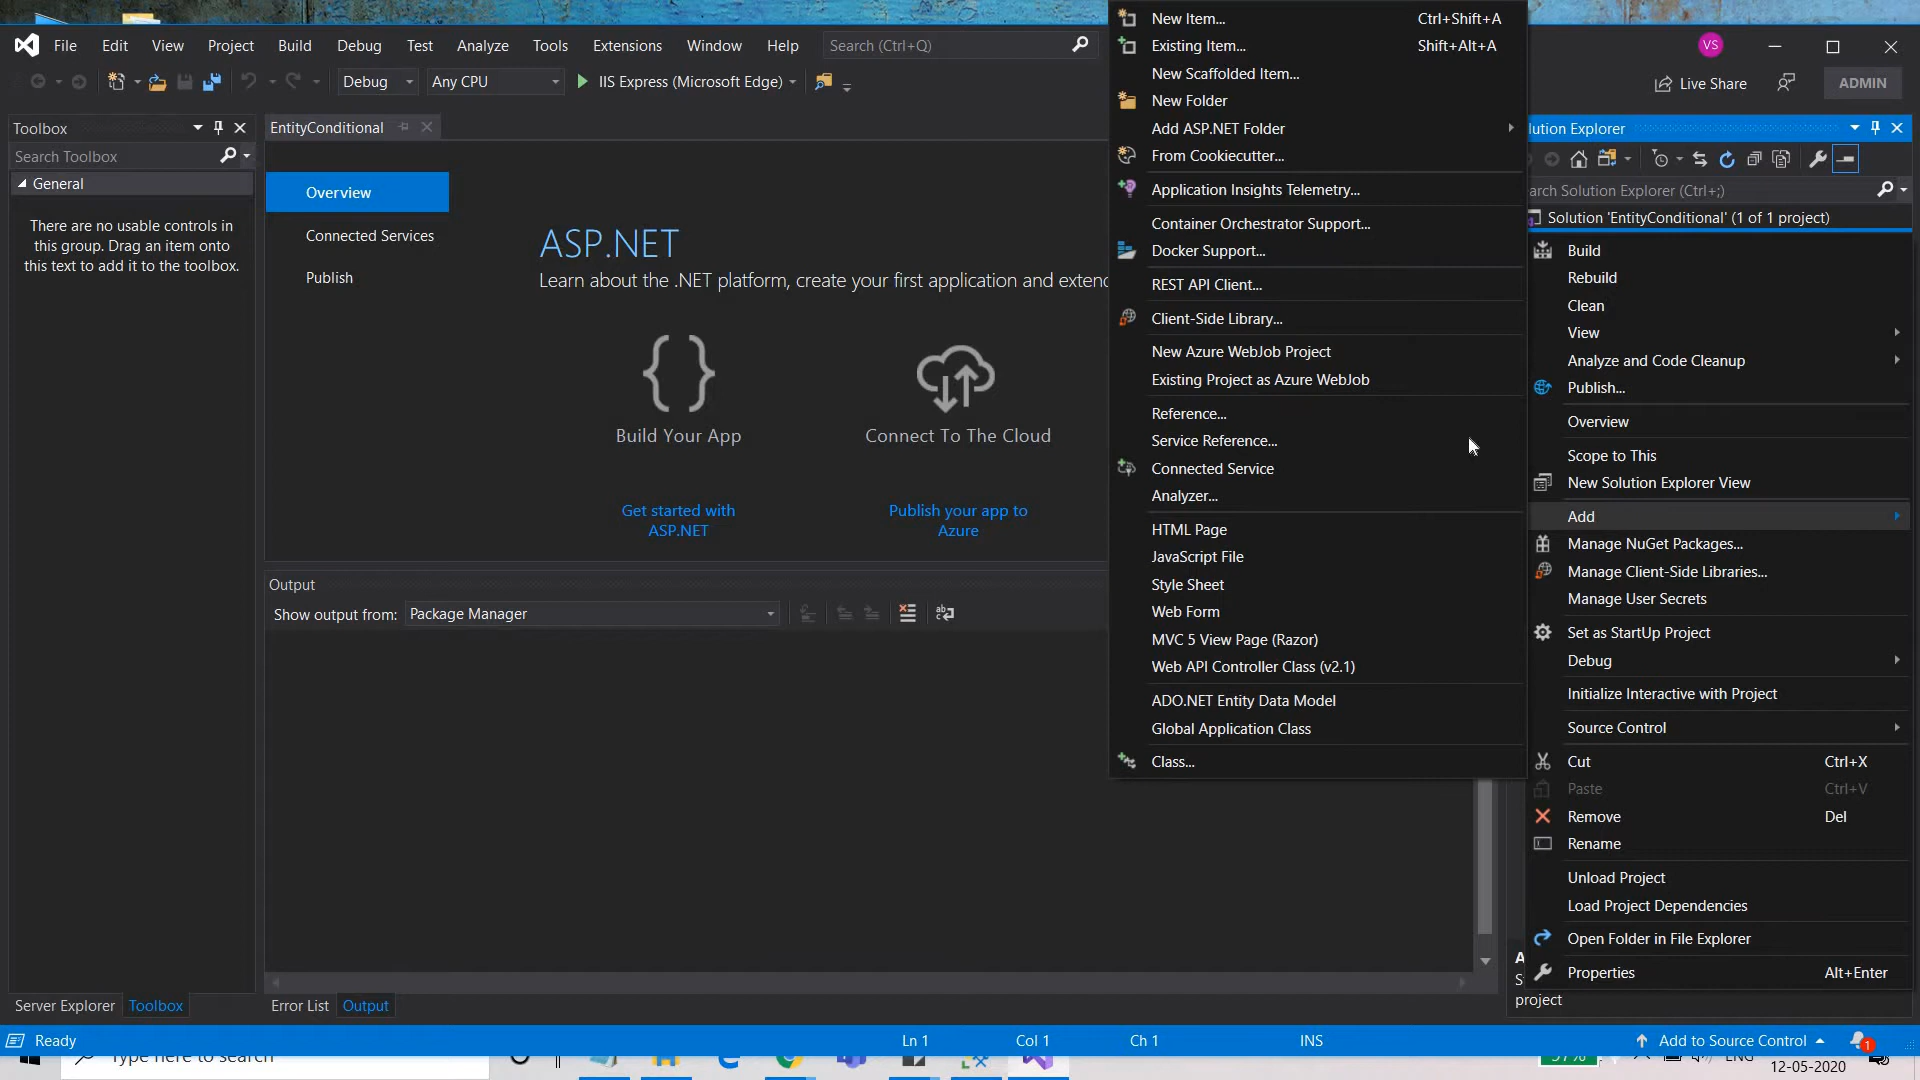 File Edit View Project Build Debug Test Analyze Tools Extensions Window Help Search (Ctrl+Q)
VS
Debug Any CPU IIS Express (Microsoft Edge)
Live Share
ADMIN
Toolbox
Search Toolbox
General
There are no usable controls in
this group. Drag an item onto
this text to add it to the toolbox.
EntityConditional
Overview
Connected Services
Publish
ASP.NET
Learn about the .NET platform, create your first application and extend
Build Your App
Connect To The Cloud
Get started with
ASP.NET
Publish your app to
Azure
Output
Show output from: Package Manager
New Item... Ctrl+Shift+A
Existing Item... Shift+Alt+A
New Scaffolded Item...
New Folder
Add ASP.NET Folder
From Cookiecutter...
Application Insights Telemetry...
Container Orchestrator Support...
Docker Support...
REST API Client...
Client-Side Library...
New Azure WebJob Project
Existing Project as Azure WebJob
Reference...
Service Reference...
Connected Service
Analyzer...
HTML Page
JavaScript File
Style Sheet
Web Form
MVC 5 View Page (Razor)
Web API Controller Class (v2.1)
ADO.NET Entity Data Model
Global Application Class
Class...
lution Explorer
arch Solution Explorer (Ctrl+;)
Solution 'EntityConditional' (1 of 1 project)
Build
Rebuild
Clean
View
Analyze and Code Cleanup
Publish...
Overview
Scope to This
New Solution Explorer View
Add
Manage NuGet Packages...
Manage Client-Side Libraries...
Manage User Secrets
Set as StartUp Project
Debug
Initialize Interactive with Project
Source Control
Cut Ctrl+X
Paste Ctrl+V
Remove Del
Rename
Unload Project
Load Project Dependencies
Open Folder in File Explorer
Properties Alt+Enter
project
Server Explorer Toolbox
Error List Output
Ready Ln 1 Col 1 Ch 1 INS Add to Source Control 1
Type here to search
ENG
12-05-2020